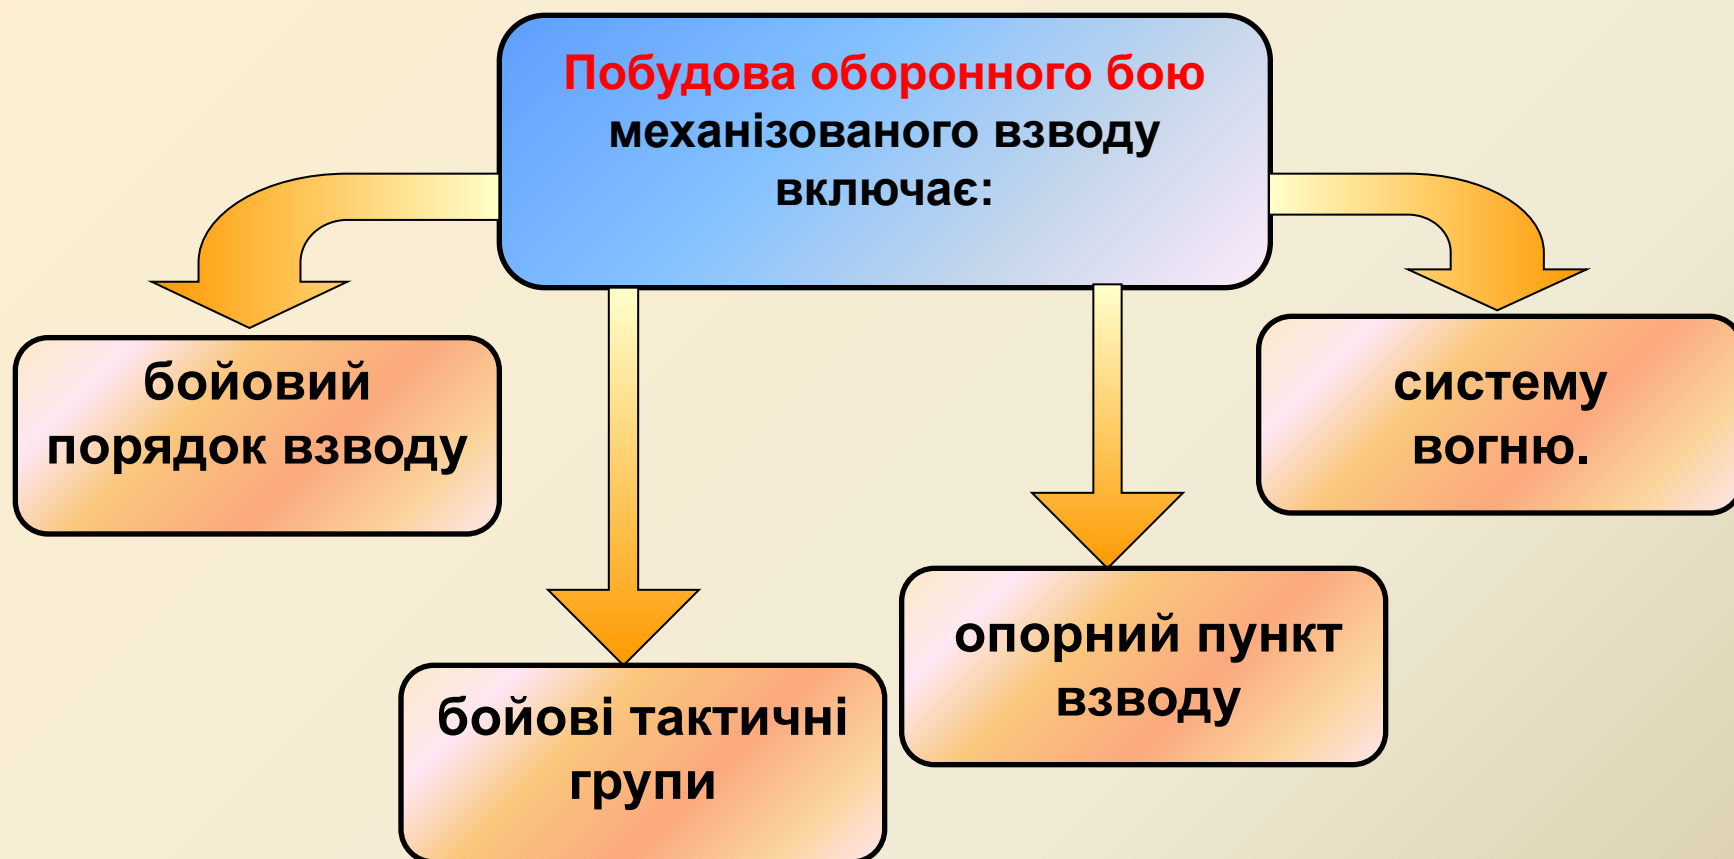 Побудова оборонного бою
механізованого взводу
включає:
бойовий
порядок взводу
бойові тактичні
групи
опорний пункт
взводу
систему
вогню.